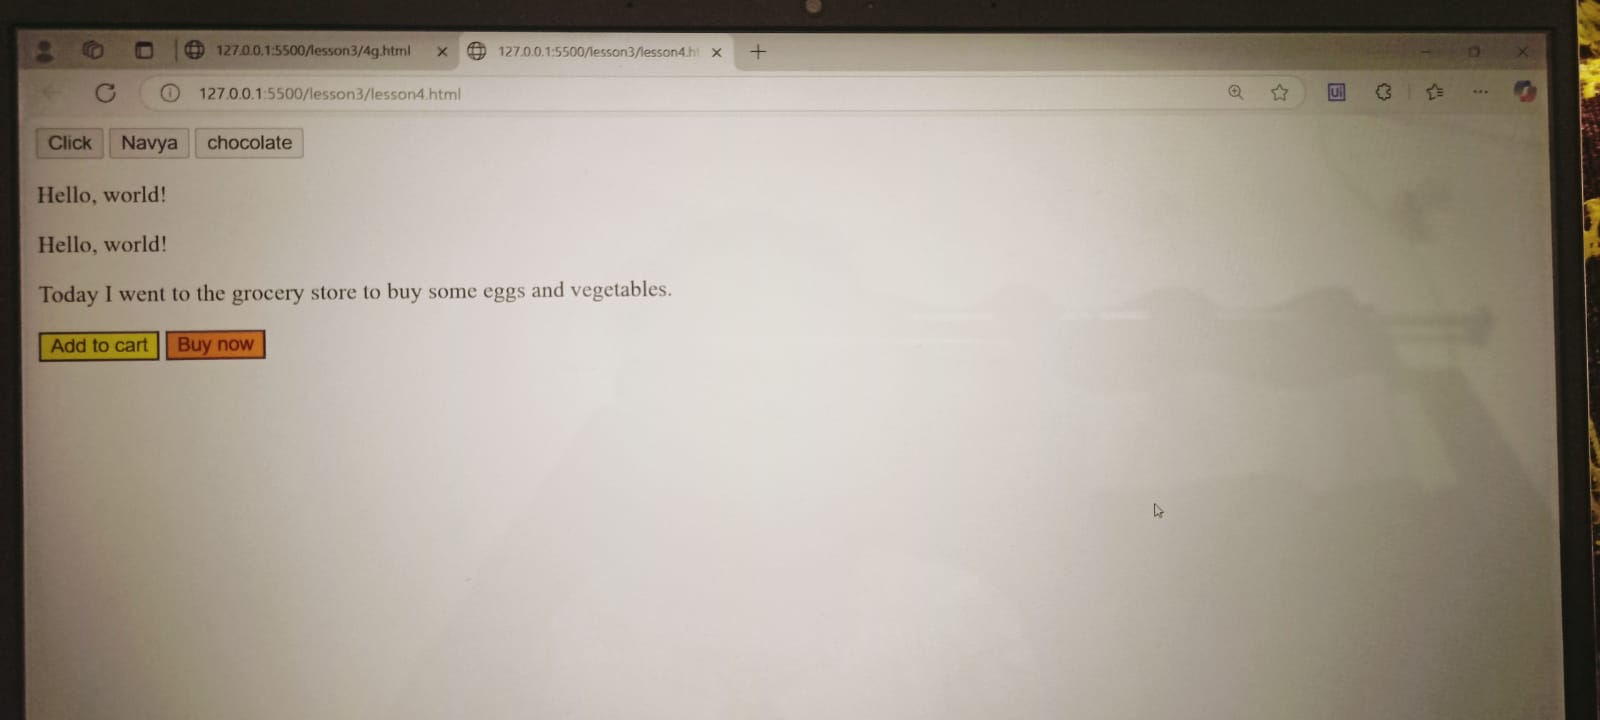 127.0.0.1:5500/lesson3/4g.html
127.0.0.1:5500/lesson3/lesson4.ht
127.0.0.1:5500/lesson3/lesson4.html
Click Navya chocolate
Hello, world!
Hello, world!
Today I went to the grocery store to buy some eggs and vegetables.
Add to cart Buy now